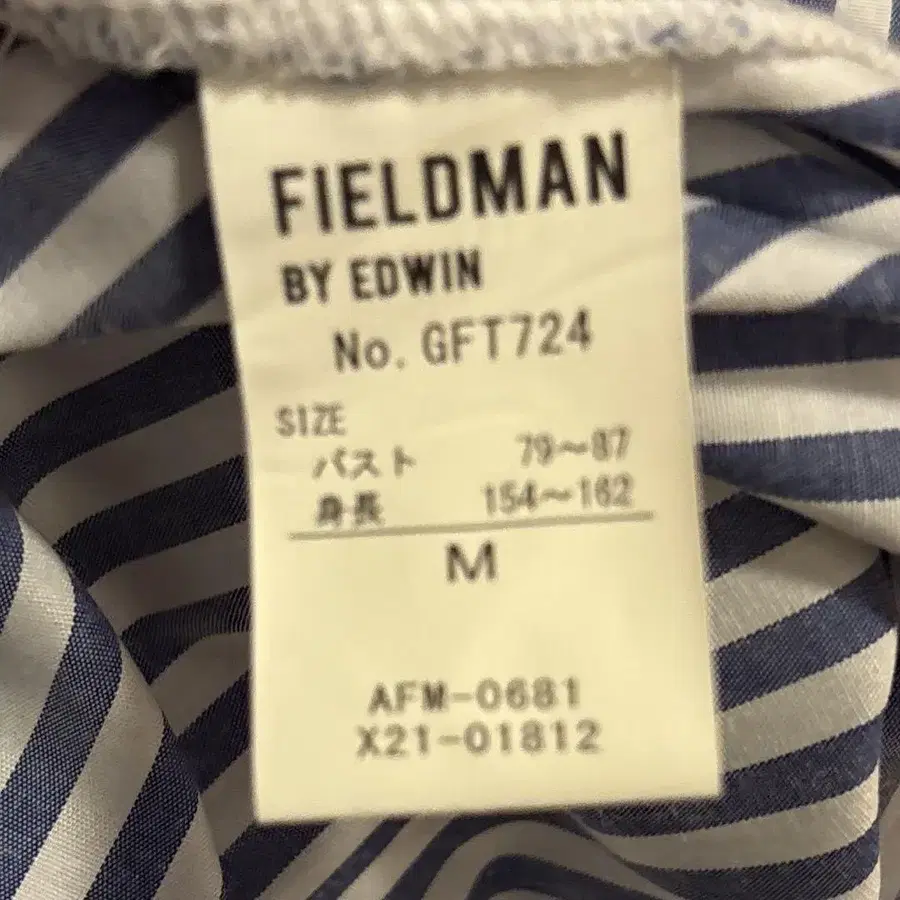 FIELDMAN
BY EDWIN
No. GFT724
SIZE
バスト 79～87
身長 154～162
M
AFM-0681
X21-01812